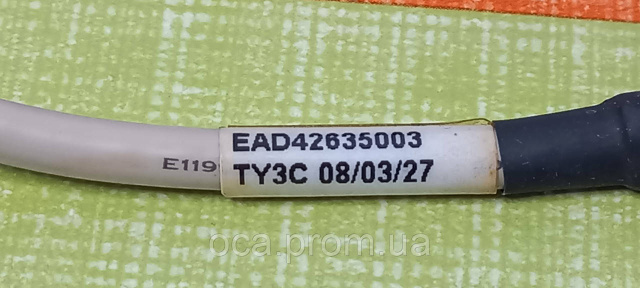 EAD42635003
E119
TY3C 08/03/27
oca.prom.ua